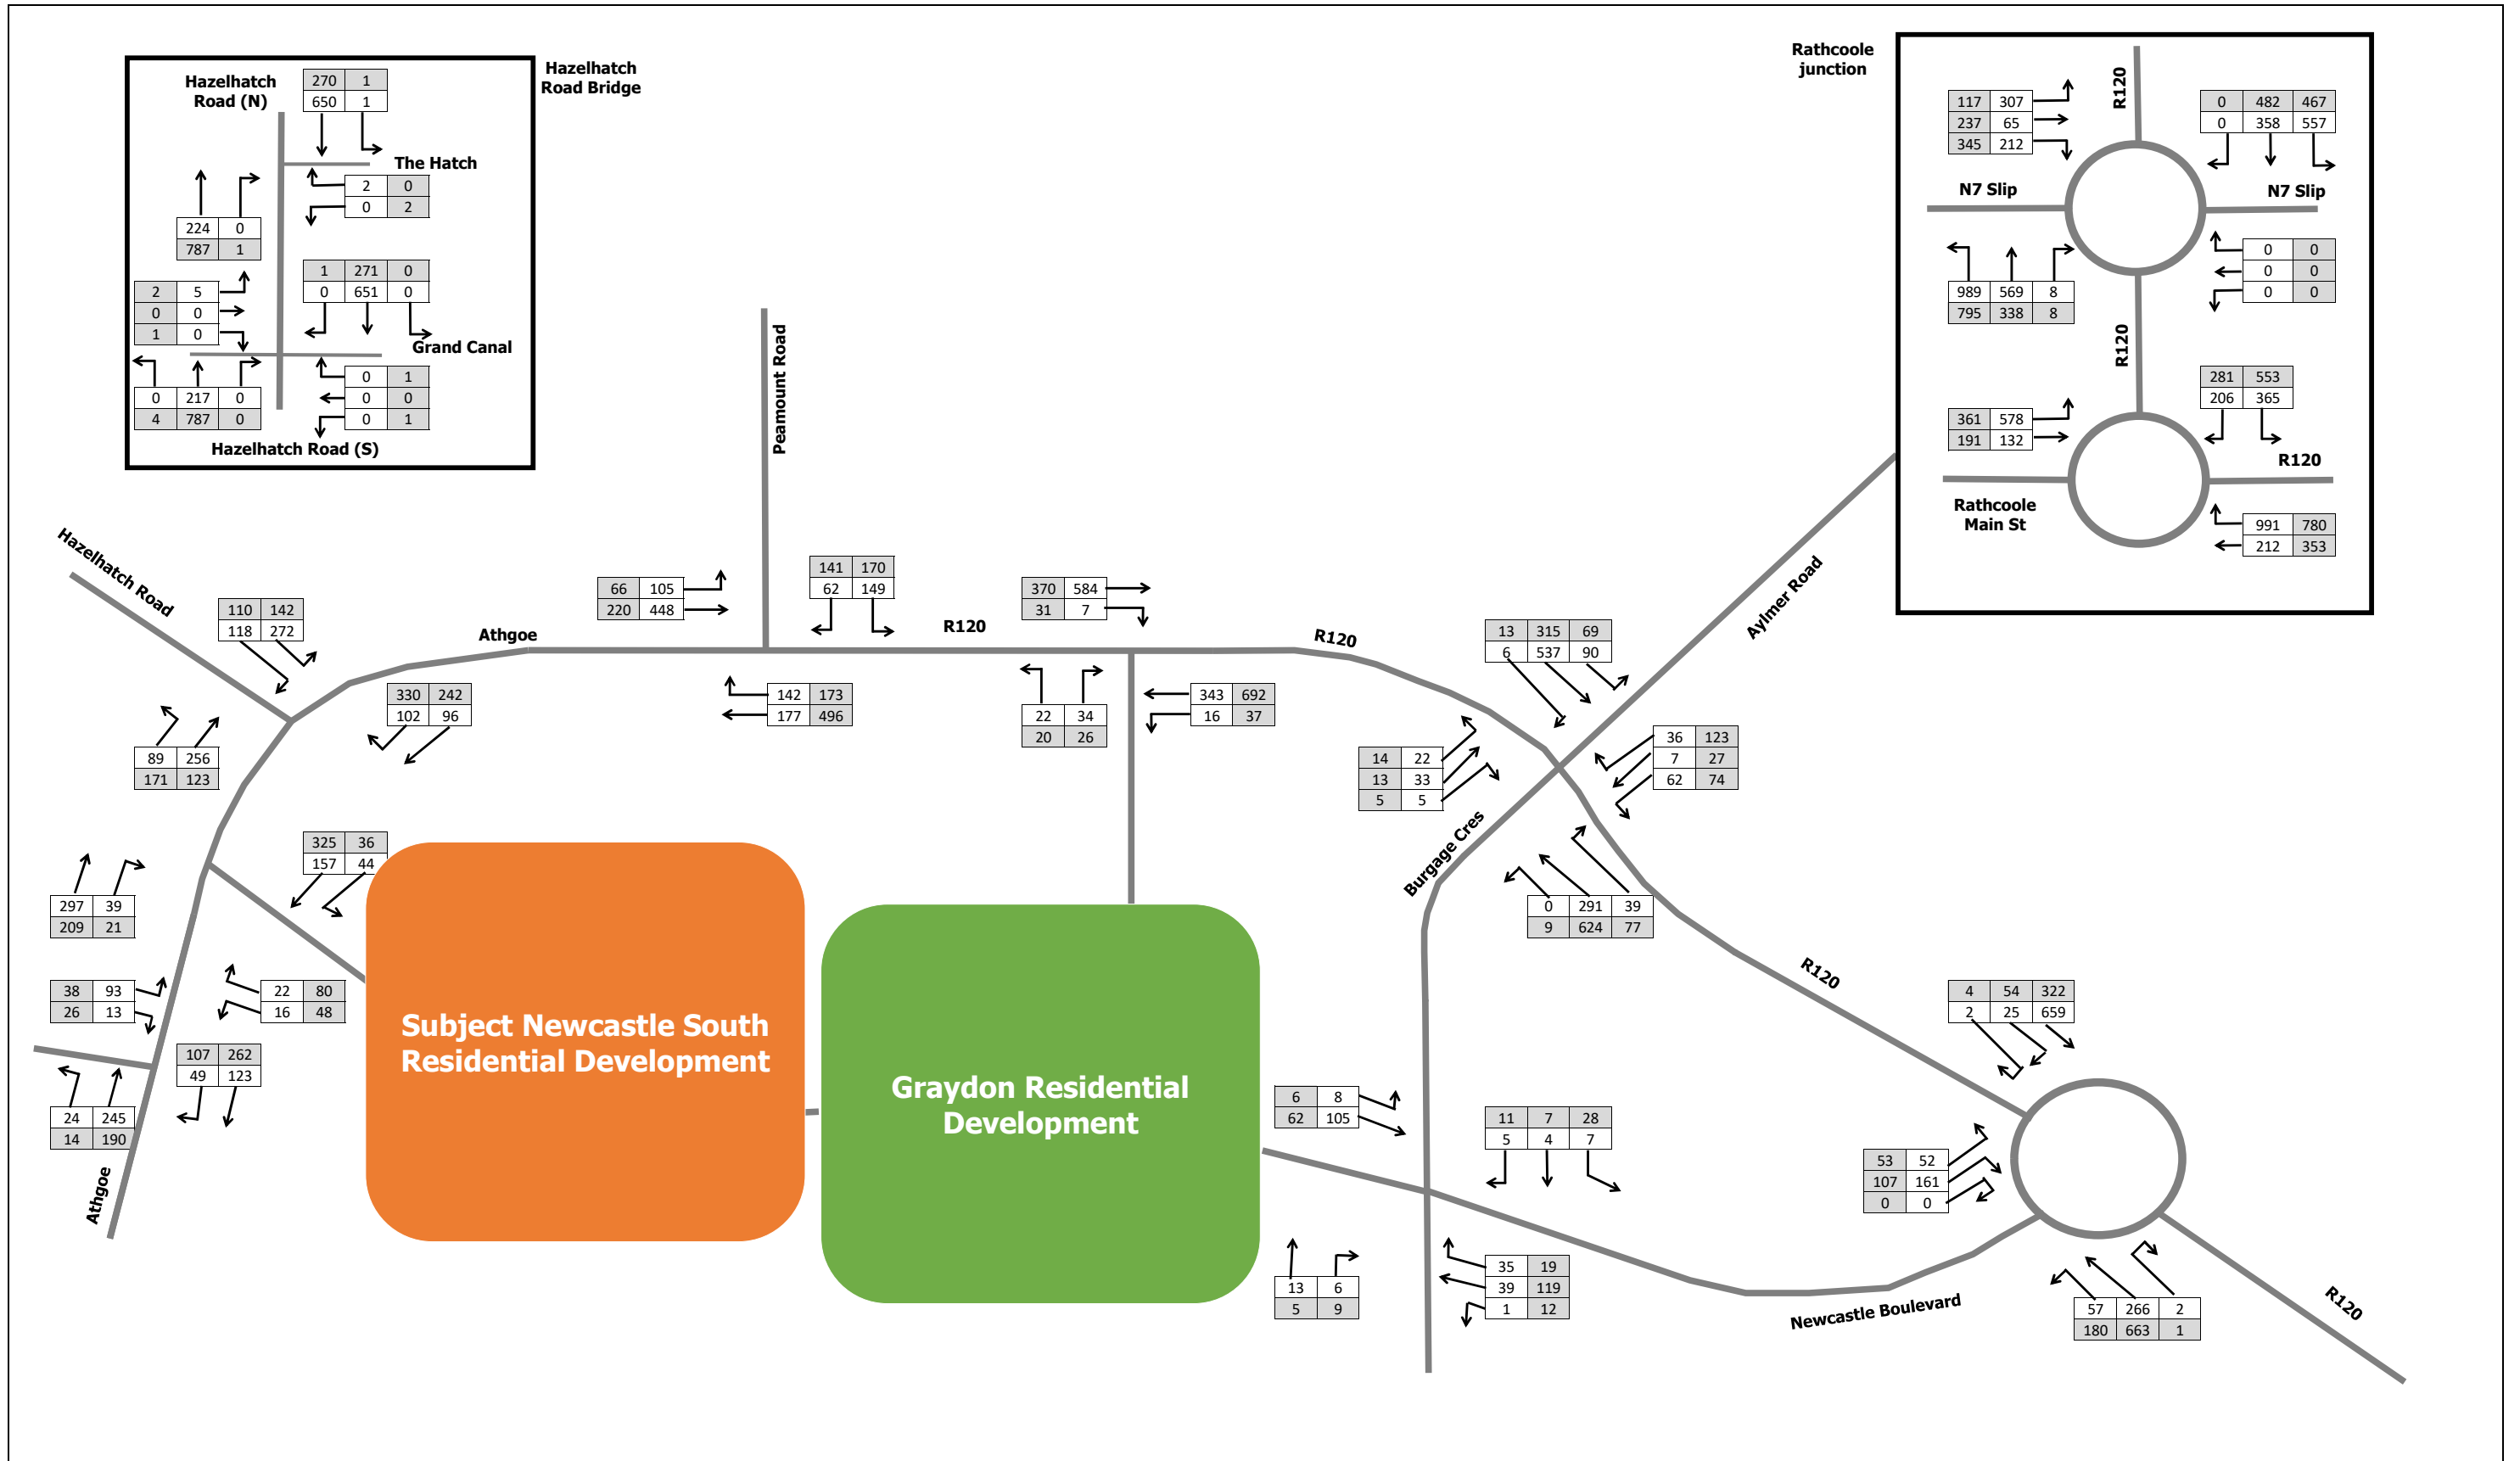 Hazelhatch
Road Bridge
Hazelhatch
Road (N)
270 1
650 1
The Hatch
2 0
0 2
224 0
787 1
1 271 0
0 651 0
2 5
0 0
1 0
Grand Canal
0 1
0 0
0 1
0 217 0
4 787 0
Hazelhatch Road (S)
Rathcoole
junction
R120
117 307
237 65
345 212
0 482 467
0 358 557
N7 Slip
N7 Slip
0 0
0 0
0 0
989 569 8
795 338 8
R120
281 553
206 365
361 578
191 132
R120
Rathcoole
Main St
991 780
212 353
Peamount Road
Hazelhatch Road
110 142
118 272
Athgoe
66 105
220 448
141 170
62 149
R120
370 584
31 7
R120
13 315 69
6 537 90
Aylmer Road
330 242
102 96
142 173
177 496
22 34
20 26
343 692
16 37
89 256
171 123
14 22
13 33
5 5
36 123
7 27
62 74
Burgage Cres
325 36
157 44
297 39
209 21
0 291 39
9 624 77
R120
38 93
26 13
22 80
16 48
4 54 322
2 25 659
107 262
49 123
24 245
14 190
Athgoe
Subject Newcastle South
Residential Development
Graydon Residential
Development
6 8
62 105
11 7 28
5 4 7
53 52
107 161
0 0
13 6
5 9
35 19
39 119
1 12
Newcastle Boulevard
57 266 2
180 663 1
R120